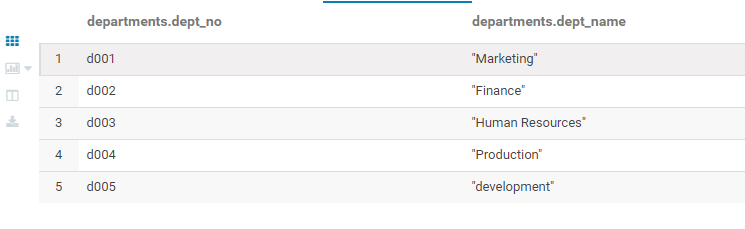 departments.dept_no departments.dept_name
1 d001 "Marketing"
2 d002 "Finance"
3 d003 "Human Resources"
4 d004 "Production"
5 d005 "development"